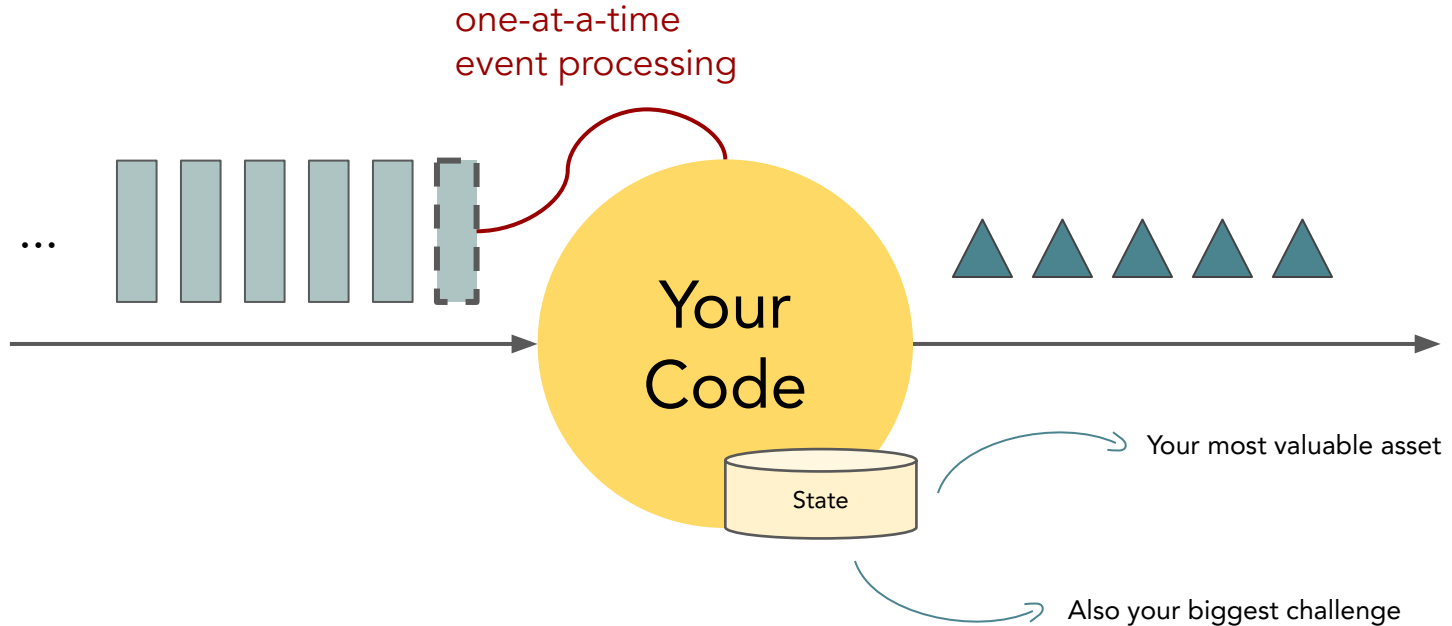 one-at-a-time
event processing
...
Your
Code
State
Your most valuable asset
Also your biggest challenge